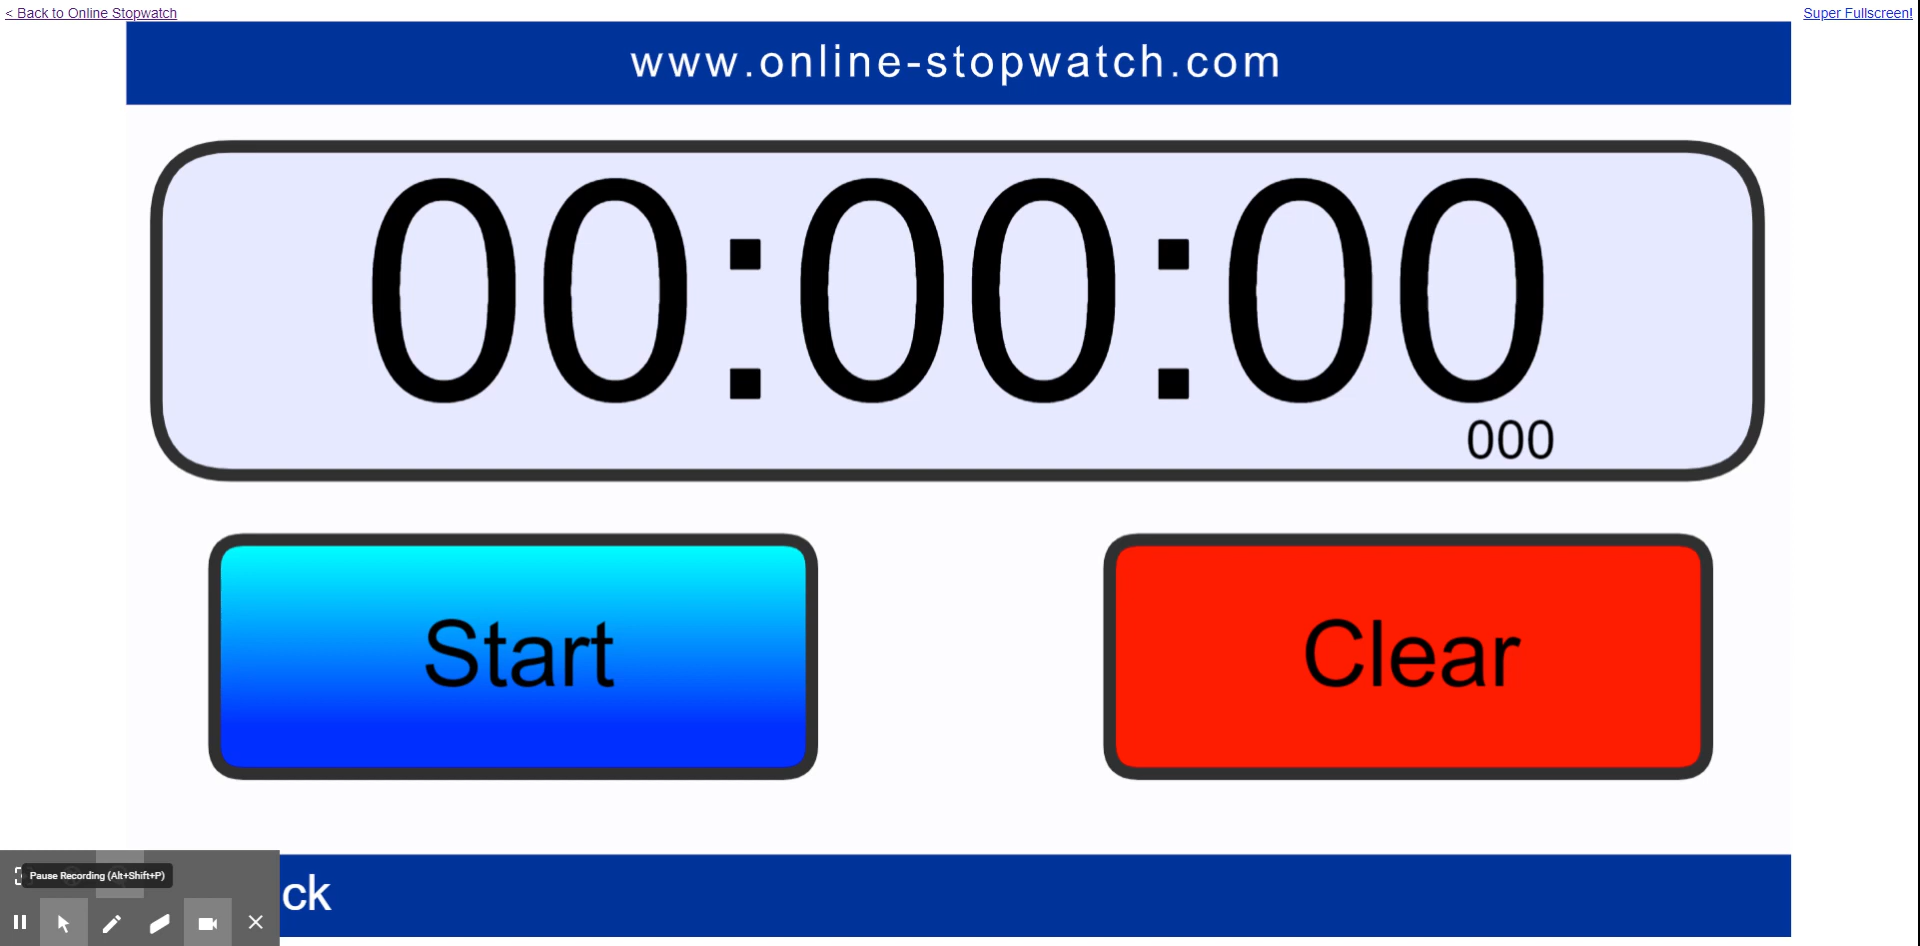 < Back to Online Stopwatch
Super Fullscreen!
www.online-stopwatch.com
00:00:00
000
Start
Clear
Pause Recording (Alt+Shift+P)
ck